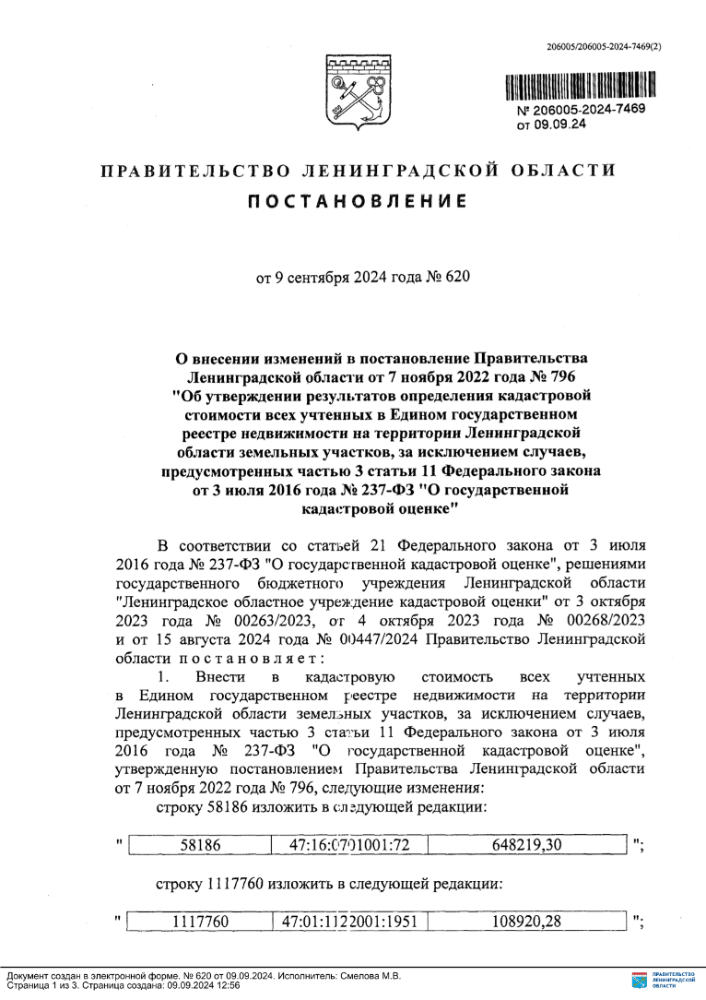 206005/206005-2024-7469(2)
№ 206005-2024-7469
от 09.09.24
ПРАВИТЕЛЬСТВО ЛЕНИНГРАДСКОЙ ОБЛАСТИ
ПОСТАНОВЛЕНИЕ
от 9 сентября 2024 года № 620
О внесении изменений в постановление Правительства
Ленинградской области от 7 ноября 2022 года № 796
"Об утверждении результатов определения кадастровой
стоимости всех учтенных в Едином государственном
реестре недвижимости на территории Ленинградской
области земельных участков, за исключением случаев,
предусмотренных частью 3 статьи 11 Федерального закона
от 3 июля 2016 года № 237-ФЗ "О государственной
кадастровой оценке"
В соответствии со статьей 21 Федерального закона от 3 июля
2016 года № 237-ФЗ "О государственной кадастровой оценке", решениями
государственного бюджетного учреждения Ленинградской области
"Ленинградское областное учреждение кадастровой оценки" от 3 октября
2023 года № 00263/2023, от 4 октября 2023 года № 00268/2023
и от 15 августа 2024 года № 00447/2024 Правительство Ленинградской
области постановляет:
1. Внести в кадастровую стоимость всех учтенных
в Едином государственном реестре недвижимости на территории
Ленинградской области земельных участков, за исключением случаев,
предусмотренных частью 3 статьи 11 Федерального закона от 3 июля
2016 года № 237-ФЗ "О государственной кадастровой оценке",
утвержденную постановлением Правительства Ленинградской области
от 7 ноября 2022 года № 796, следующие изменения:
строку 58186 изложить в следующей редакции:
" 58186 47:16:0701001:72 648219,30 ";
строку 1117760 изложить в следующей редакции:
" 1117760 47:01:1122001:1951 108920,28 ";
Документ создан в электронной форме. № 620 от 09.09.2024. Исполнитель: Смелова М.В.
Страница 1 из 3. Страница создана: 09.09.2024 12:56
ПРАВИТЕЛЬСТВО
ЛЕНИНГРАДСКОЙ
ОБЛАСТИ